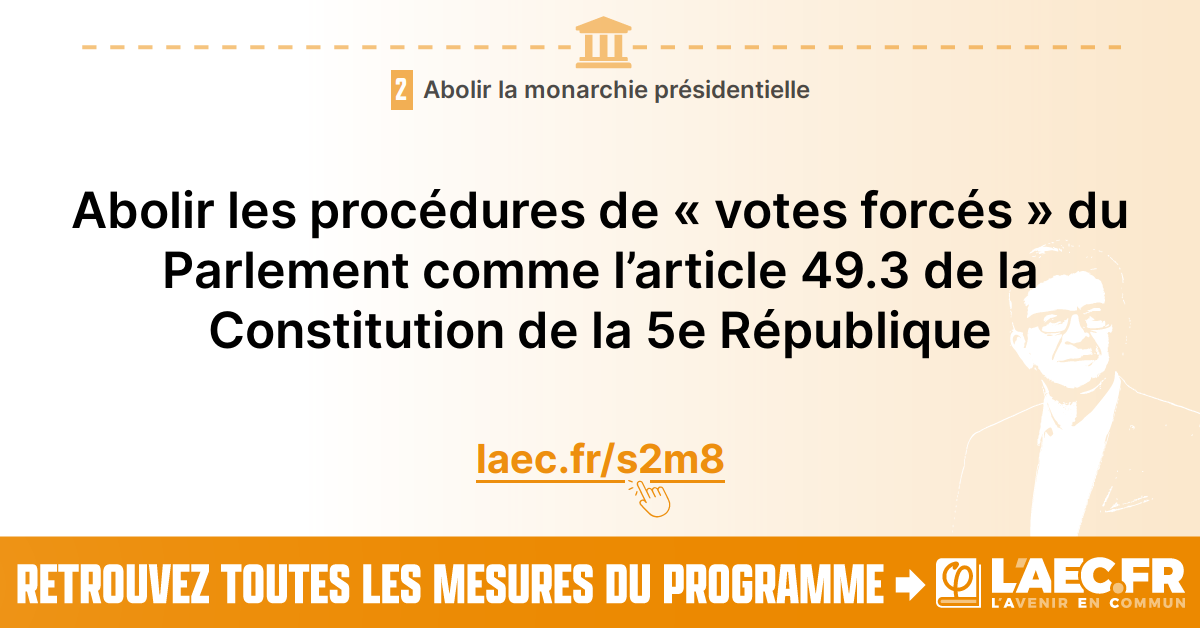 2 Abolir la monarchie présidentielle
Abolir les procédures de « votes forcés » du
Parlement comme l’article 49.3 de la
Constitution de la 5e République
laec.fr/s2m8
RETROUVEZ TOUTES LES MESURES DU PROGRAMME
L'AEC.FR
L'AVENIR EN COMMUN